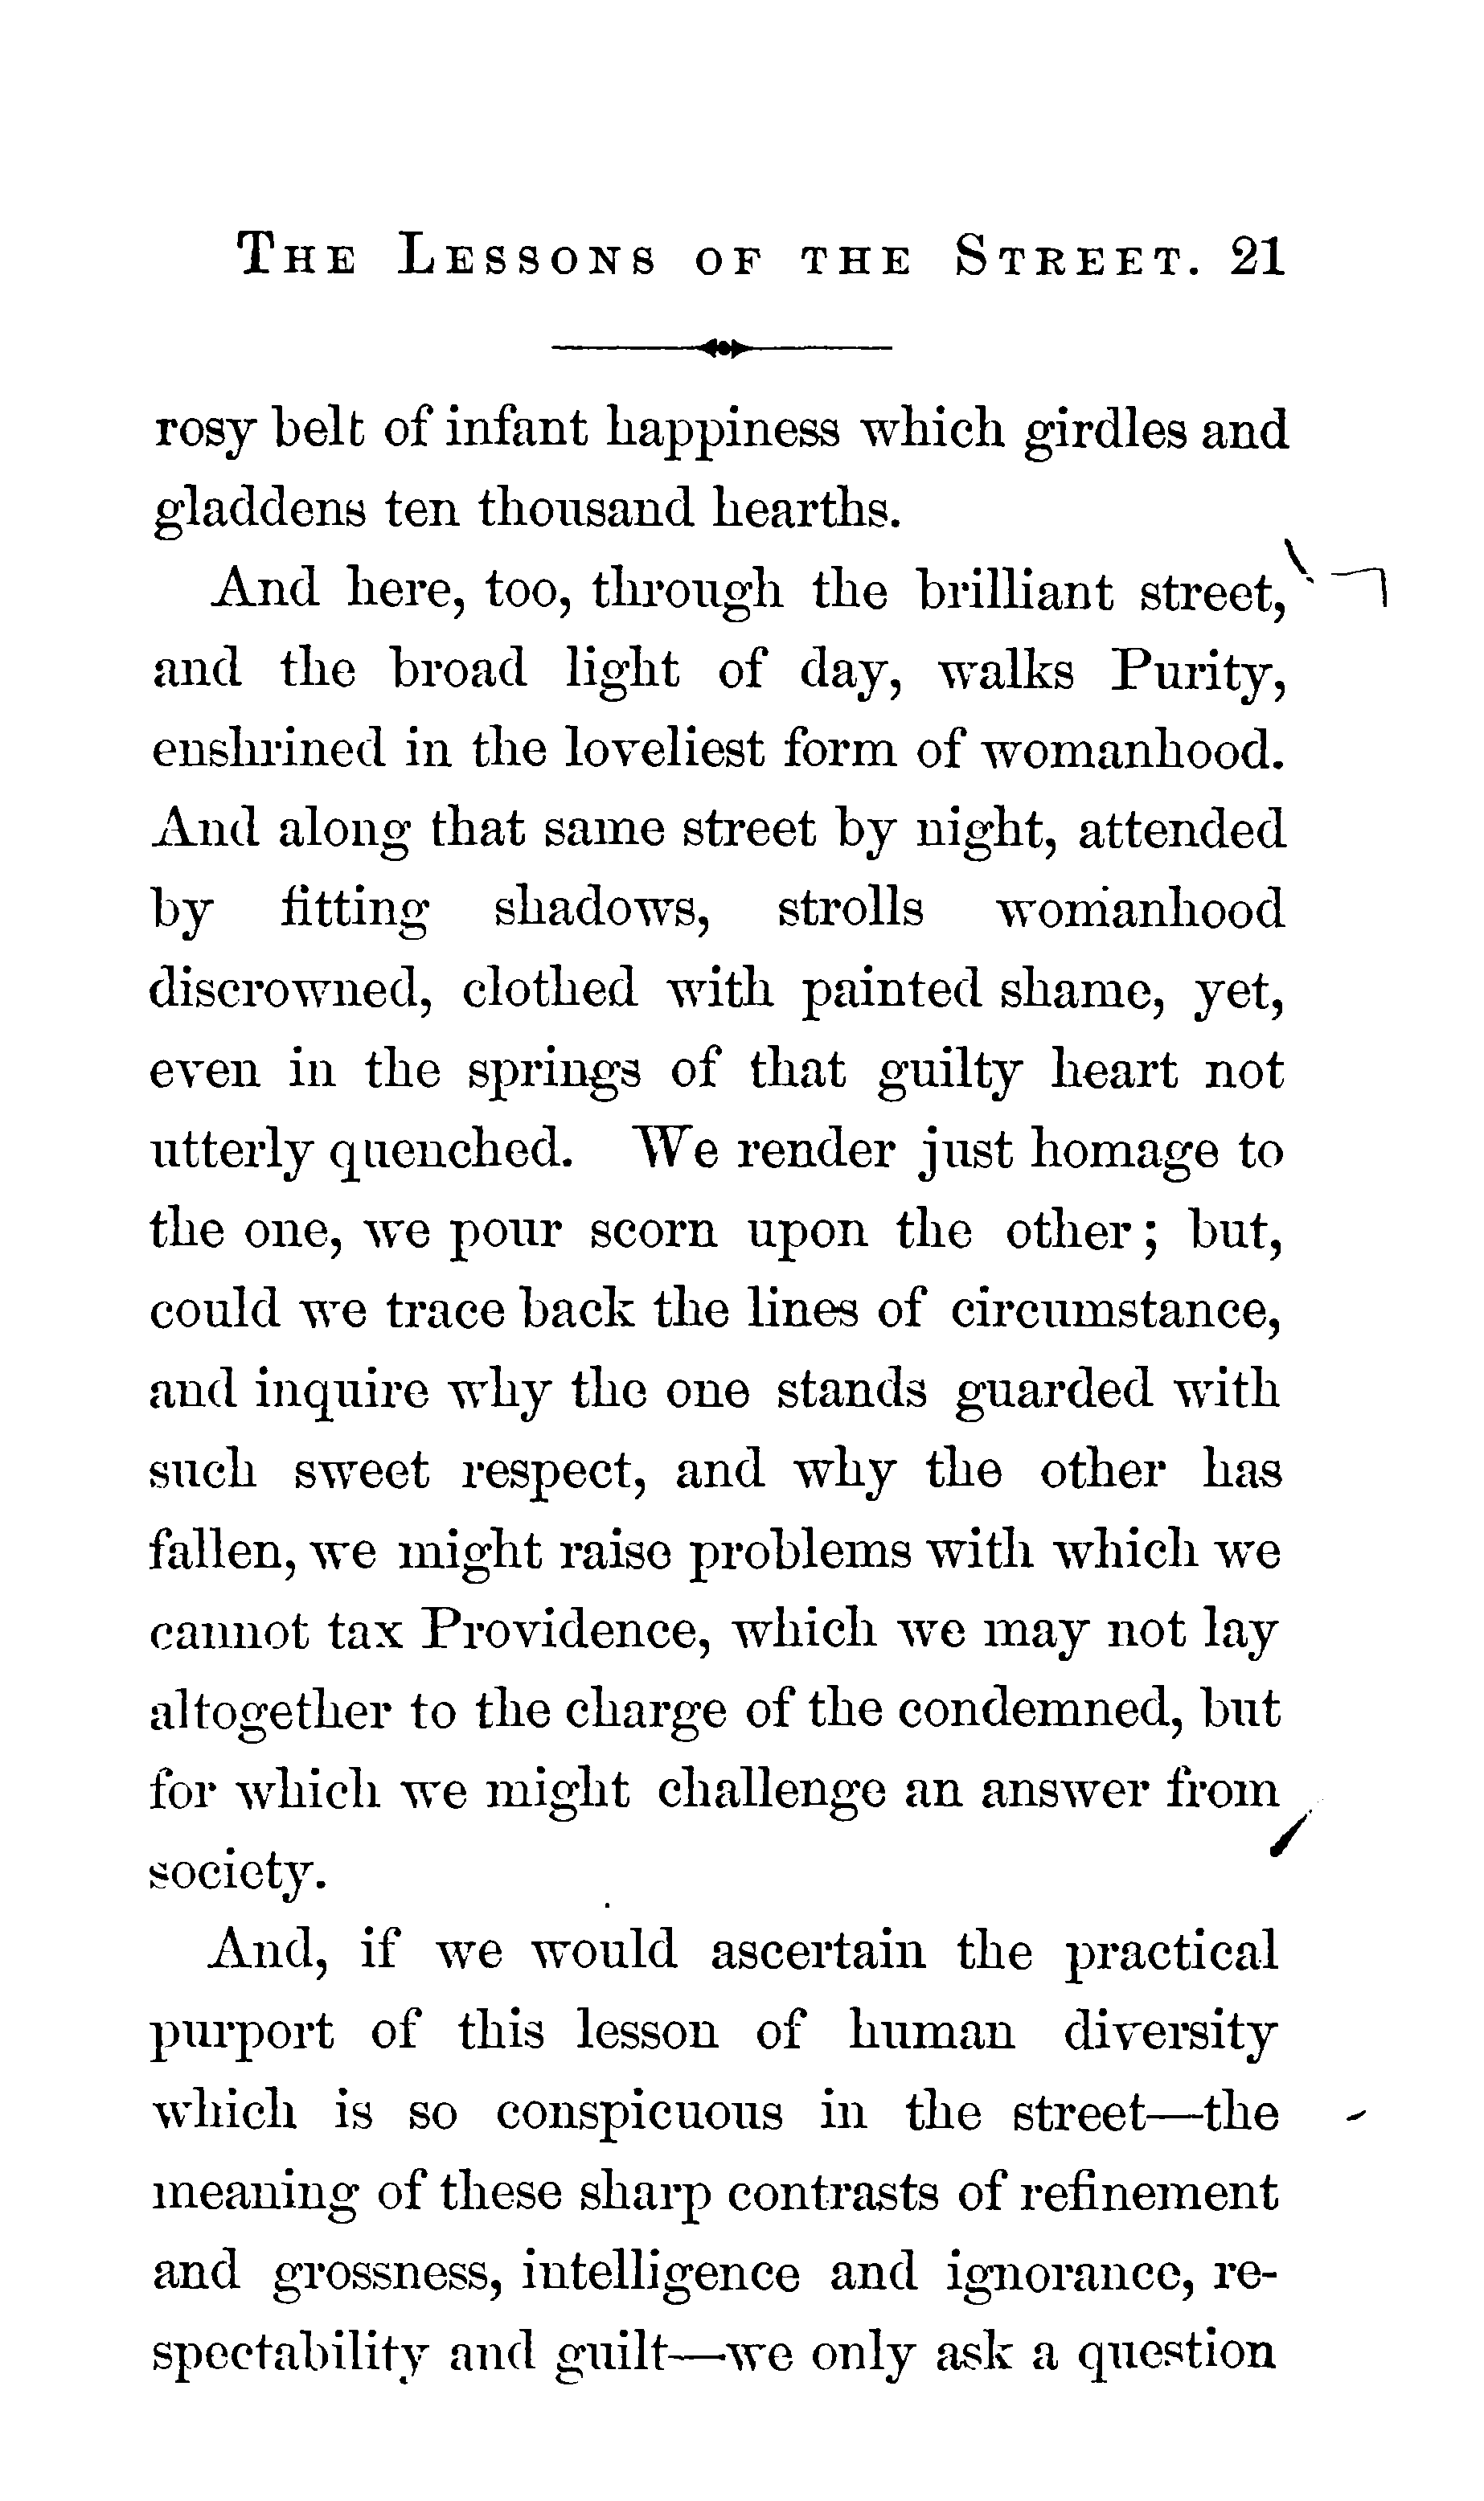 THE LESSONS OF THE STREET. 21
rosy belt of infant happiness which girdles and
gladdens ten thousand hearths.
And here, too, through the brilliant street,
and the broad light of day, walks Purity,
enshrined in the loveliest form of womanhood.
And along that same street by night, attended
by fitting shadows, strolls womanhood
discrowned, clothed with painted shame, yet,
even in the springs of that guilty heart not
utterly quenched. We render just homage to
the one, we pour scorn upon the other; but,
could we trace back the lines of circumstance,
and inquire why the one stands guarded with
such sweet respect, and why the other has
fallen, we might raise problems with which we
cannot tax Providence, which we may not lay
altogether to the charge of the condemned, but
for which we might challenge an answer from
society.
And, if we would ascertain the practical
purport of this lesson of human diversity
which is so conspicuous in the street—the
meaning of these sharp contrasts of refinement
and grossness, intelligence and ignorance, re-
spectability and guilt—we only ask a question